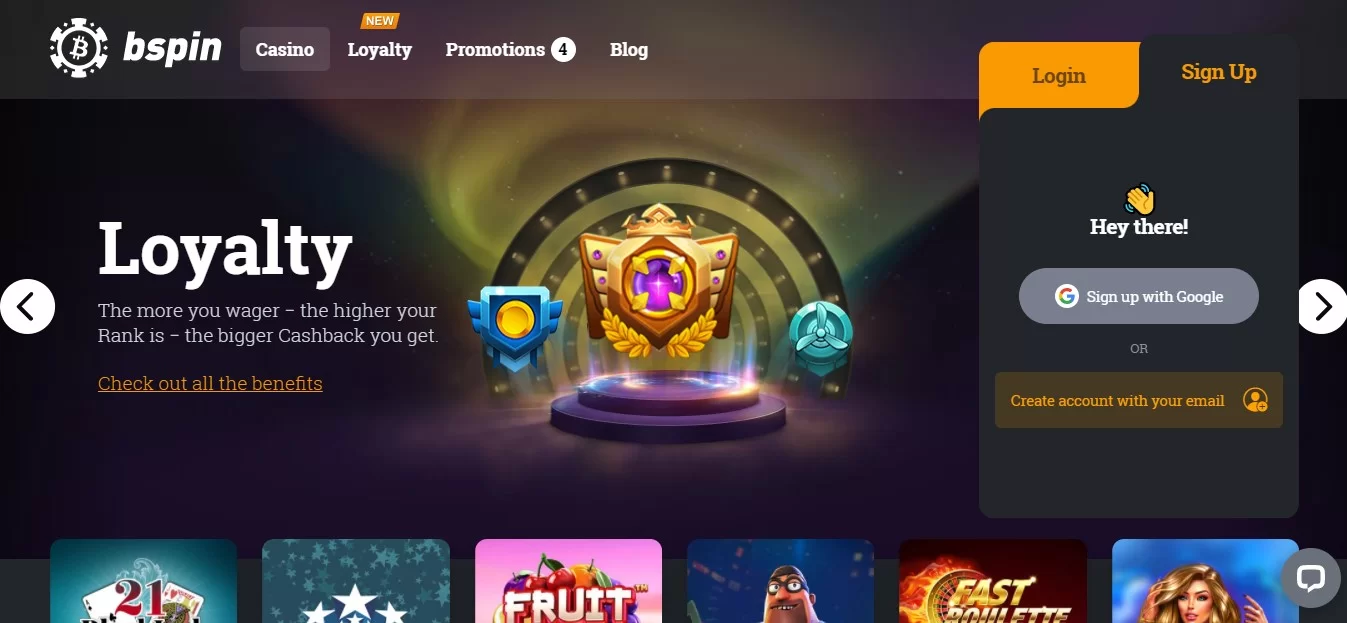 NEW
bspin
Casino
Loyalty
Promotions 4
Blog
Login
Sign Up
Loyalty
The more you wager – the higher your
Rank is – the bigger Cashback you get.
Check out all the benefits
Hey there!
Sign up with Google
OR
Create account with your email
21
FRUIT™
FAST
ROULETTE